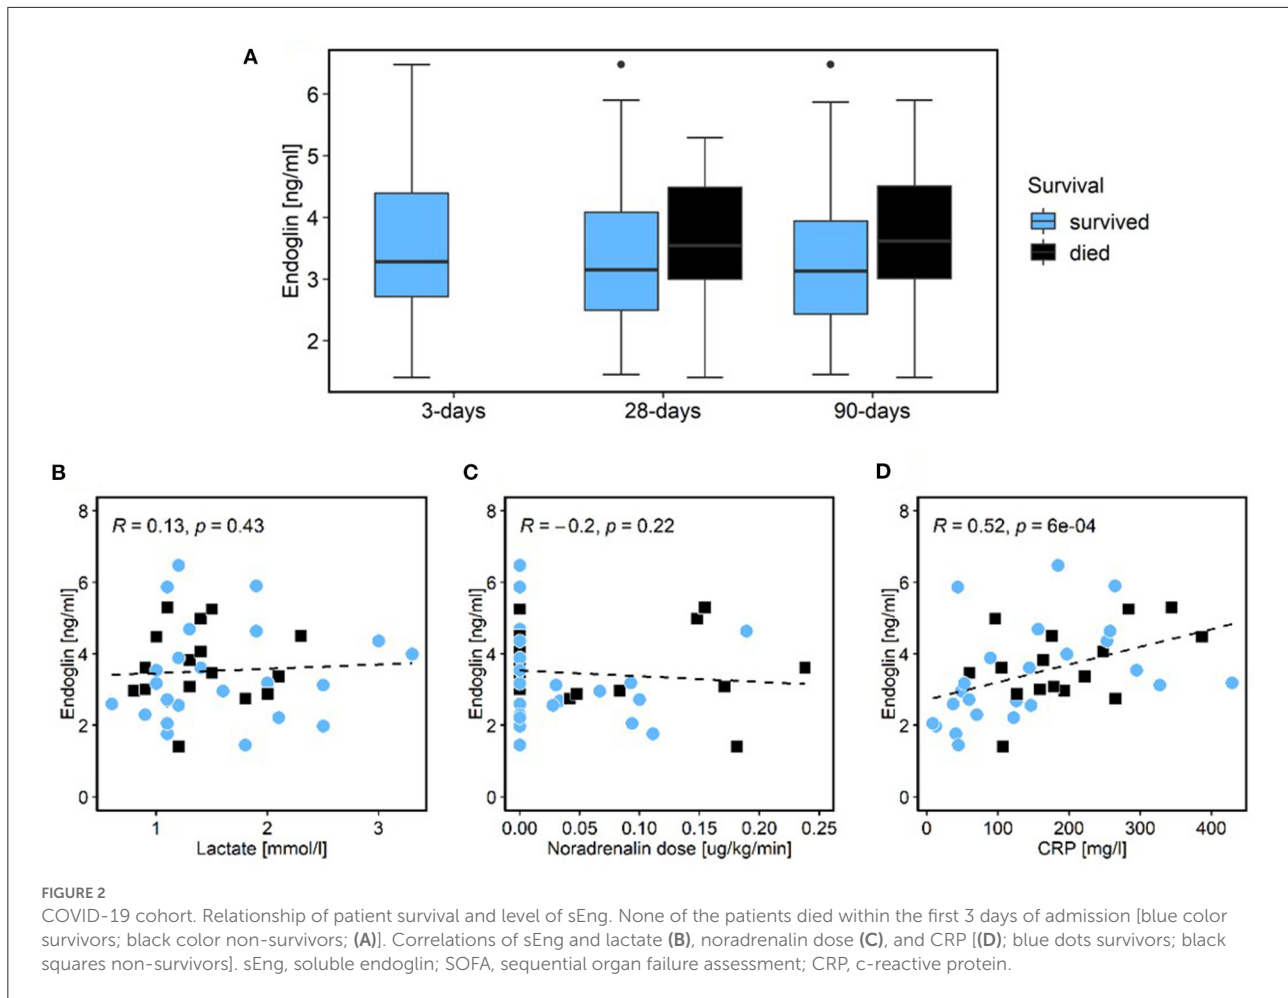 A
Endoglin [ng/ml]
6
5
4
3
2
3-days
28-days
90-days
Survival
survived
died
B
R = 0.13, p = 0.43
Endoglin [ng/ml]
8
6
4
2
0
1
2
3
Lactate [mmol/l]
C
R = −0.2, p = 0.22
Endoglin [ng/ml]
8
6
4
2
0
0.00
0.05
0.10
0.15
0.20
0.25
Noradrenalin dose [ug/kg/min]
D
R = 0.52, p = 6e-04
Endoglin [ng/ml]
8
6
4
2
0
0
100
200
300
400
CRP [mg/l]
FIGURE 2
COVID-19 cohort. Relationship of patient survival and level of sEng. None of the patients died within the first 3 days of admission [blue color
survivors; black color non-survivors; (A)]. Correlations of sEng and lactate (B), noradrenalin dose (C), and CRP [(D); blue dots survivors; black
squares non-survivors]. sEng, soluble endoglin; SOFA, sequential organ failure assessment; CRP, c-reactive protein.